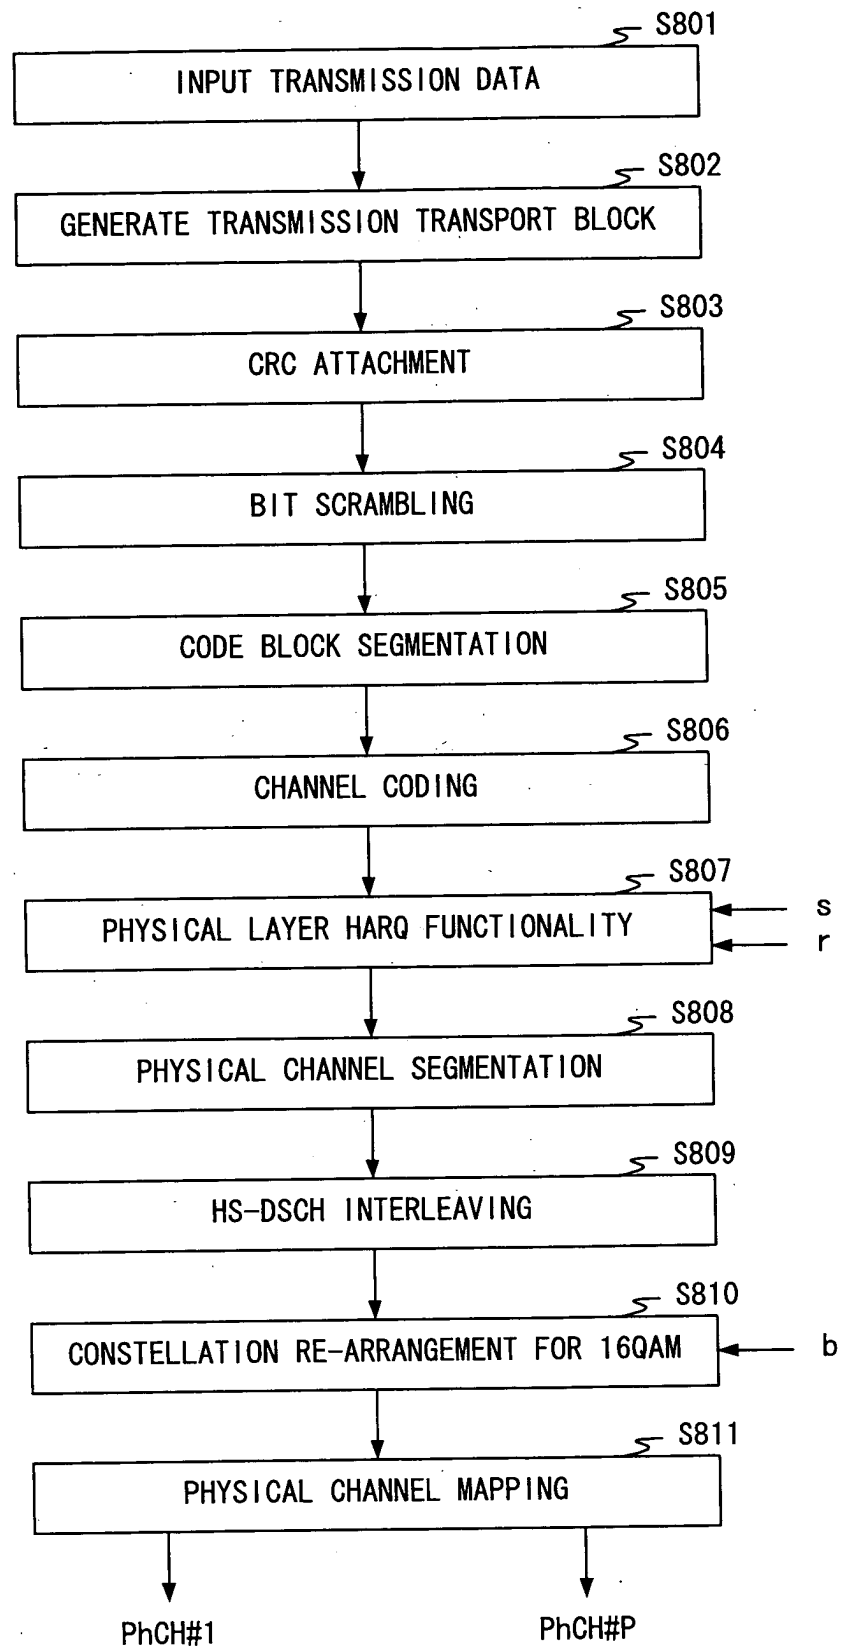 S801
INPUT TRANSMISSION DATA
S802
GENERATE TRANSMISSION TRANSPORT BLOCK
S803
CRC ATTACHMENT
S804
BIT SCRAMBLING
S805
CODE BLOCK SEGMENTATION
S806
CHANNEL CODING
S807
PHYSICAL LAYER HARQ FUNCTIONALITY
s
r
S808
PHYSICAL CHANNEL SEGMENTATION
S809
HS-DSCH INTERLEAVING
S810
CONSTELLATION RE-ARRANGEMENT FOR 16QAM
b
S811
PHYSICAL CHANNEL MAPPING
PhCH#1
PhCH#P